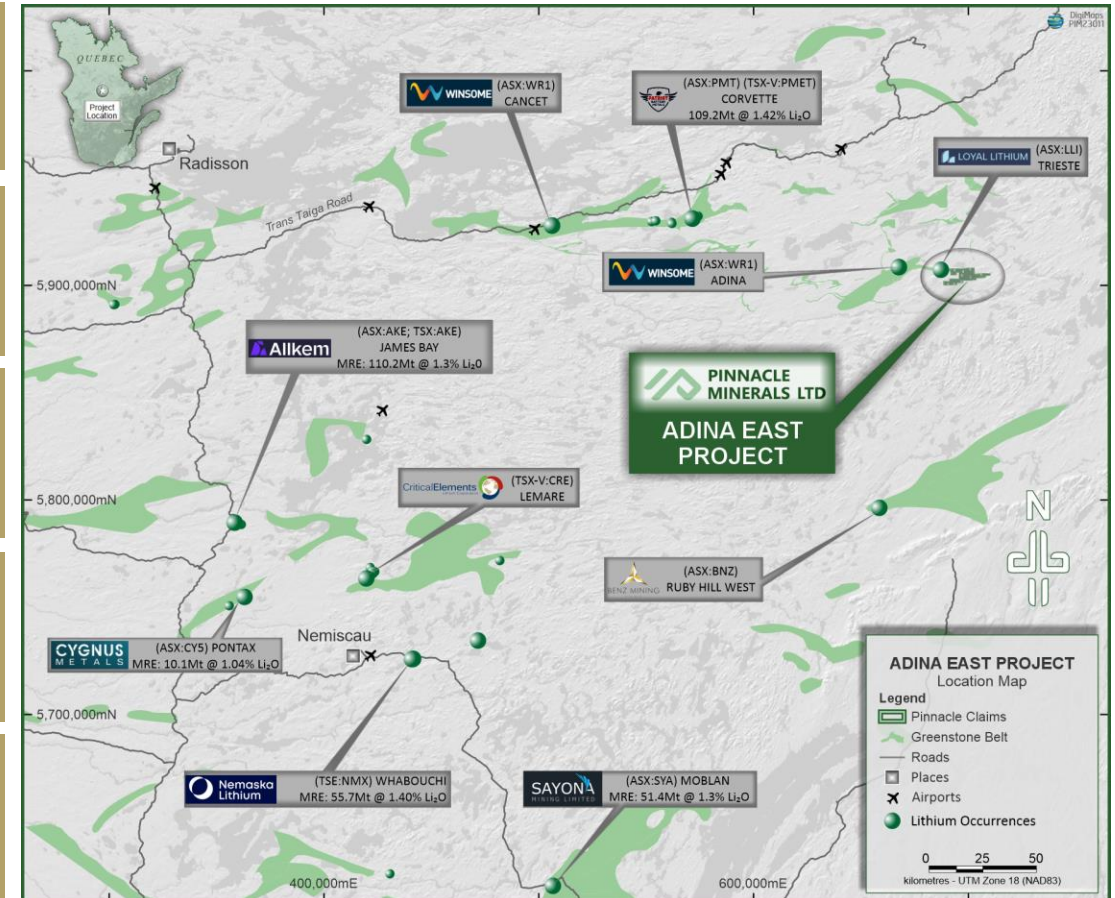 DigiMaps
PIM23011
QUEBEC
Project
Location
Radisson
Trans Taiga Road
WINSOME
(ASX:WR1)
CANCET
PATRIOT
(ASX:PMT) (TSX-V:PMET)
CORVETTE
109.2Mt @ 1.42% Li₂O
LOYAL LITHIUM
(ASX:LLI)
TRIESTE
WINSOME
(ASX:WR1)
ADINA
5,900,000mN
Allkem
(ASX:AKE; TSX:AKE)
JAMES BAY
MRE: 110.2Mt @ 1.3% Li₂0
PINNACLE
MINERALS LTD
ADINA EAST
PROJECT
CriticalElements
(TSX-V:CRE)
LEMARE
5,800,000mN
N
BENZ MINING
(ASX:BNZ)
RUBY HILL WEST
CYGNUS
METALS
(ASX:CY5) PONTAX
MRE: 10.1Mt @ 1.04% Li₂O
Nemiscau
5,700,000mN
Nemaska
Lithium
(TSE:NMX) WHABOUCHI
MRE: 55.7Mt @ 1.40% Li₂O
SAYONA
MINING LIMITED
(ASX:SYA) MOBLAN
MRE: 51.4Mt @ 1.3% Li₂O
400,000mE
600,000mE
ADINA EAST PROJECT
Location Map
Legend
Pinnacle Claims
Greenstone Belt
Roads
Places
Airports
Lithium Occurrences
0 25 50
kilometres - UTM Zone 18 (NAD83)